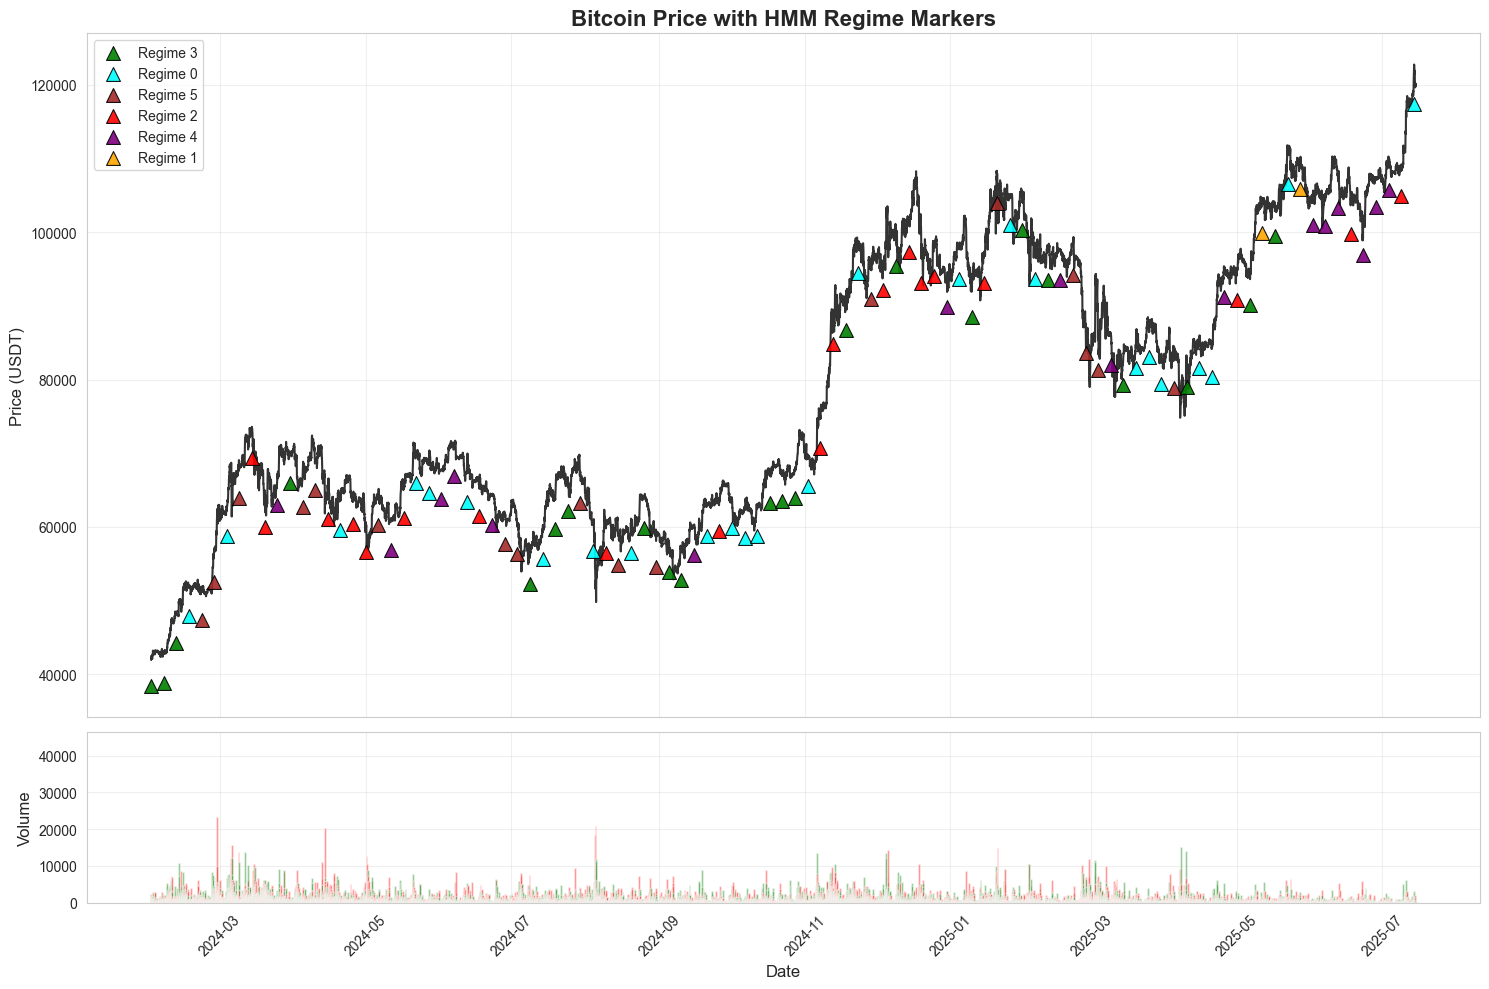 Bitcoin Price with HMM Regime Markers
Regime 3
Regime 0
Regime 5
Regime 2
Regime 4
Regime 1
120000
100000
80000
60000
40000
Price (USDT)
40000
30000
20000
10000
0
Volume
2024-03
2024-05
2024-07
2024-09
2024-11
2025-01
2025-03
2025-05
2025-07
Date